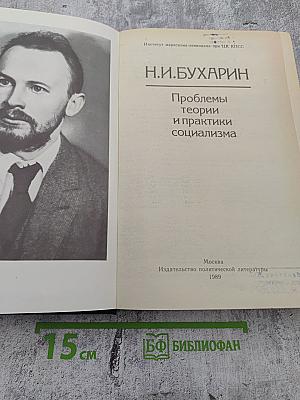 Институт марксизма-ленинизма при ЦК КПСС
Н.И.БУХАРИН
Проблемы
теории
и практики
социализма
Москва
Издательство политической литературы
1989
15 см
БФ БИБЛИОФАН